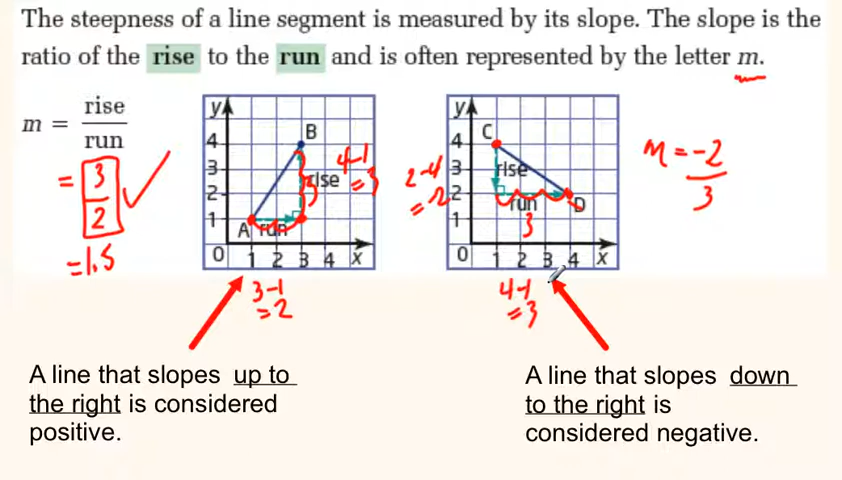 The steepness of a line segment is measured by its slope. The slope is the
ratio of the rise to the run and is often represented by the letter m.
m = rise/run
= 3/2
=1.5
y
4
3
2
1
0
1 2 3 4 x
A
B
rise
run
4-1
=3
3-1
=2
y
4
3
2
1
0
1 2 3 4 x
C
D
rise
run
3
2-4
=2
4-1
=3
m = -2/3
A line that slopes up to
the right is considered
positive.
A line that slopes down
to the right is
considered negative.